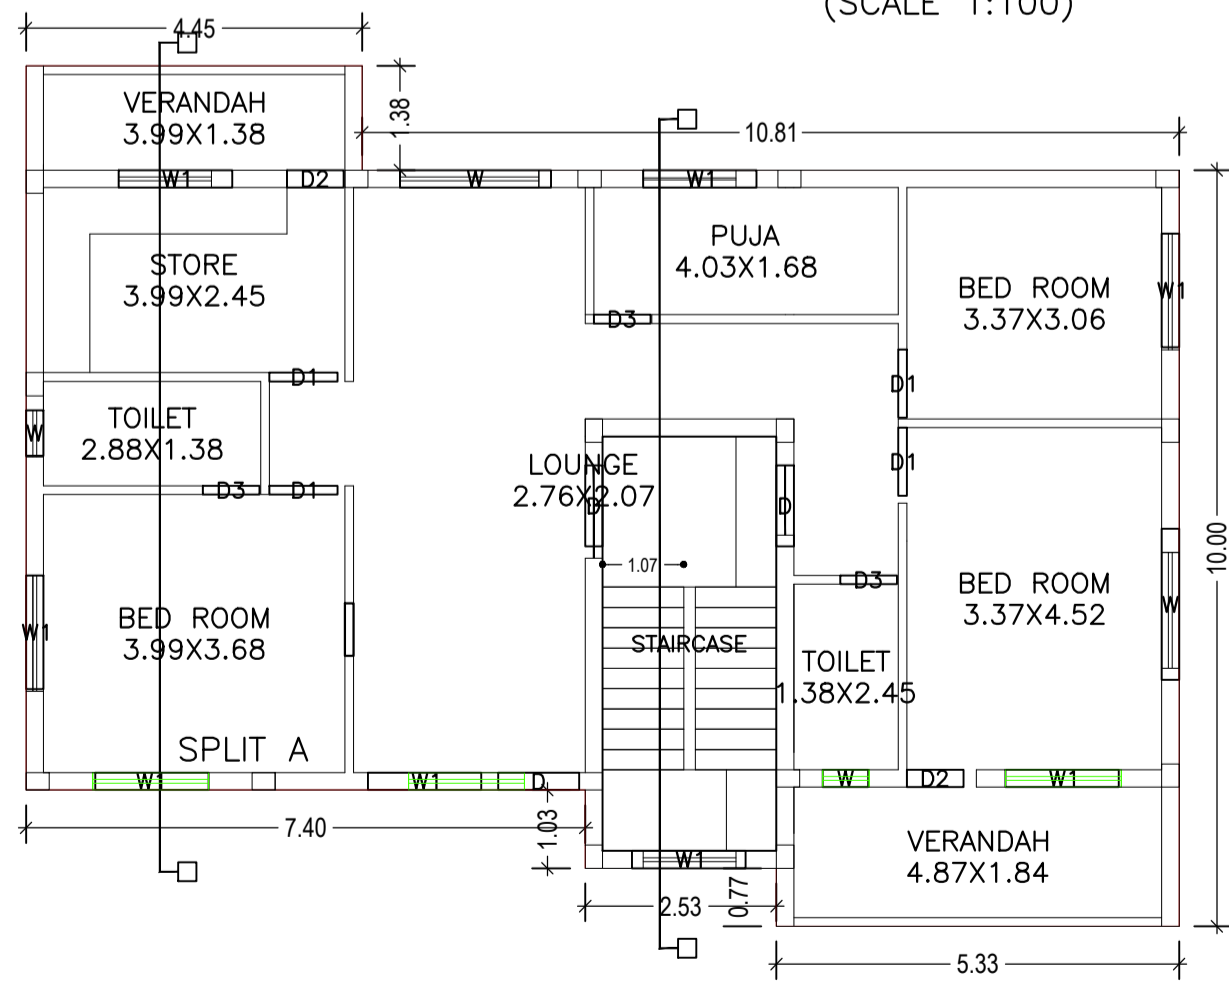 (SCALE 1:100)
4.45
VERANDAH
3.99X1.38
1.38
10.81
W1
D2
W
W1
PUJA
4.03X1.68
STORE
3.99X2.45
BED ROOM
3.37X3.06
W1
D3
D1
D1
TOILET
2.88X1.38
W
LOUNGE
2.76X2.07
D1
D3
D1
D
D
10.00
1.07
D3
BED ROOM
3.37X4.52
W
BED ROOM
3.99X3.68
W1
STAIRCASE
TOILET
1.38X2.45
SPLIT A
W1
W1
D
W
D2
W1
7.40
1.03
VERANDAH
4.87X1.84
W1
0.77
2.53
5.33